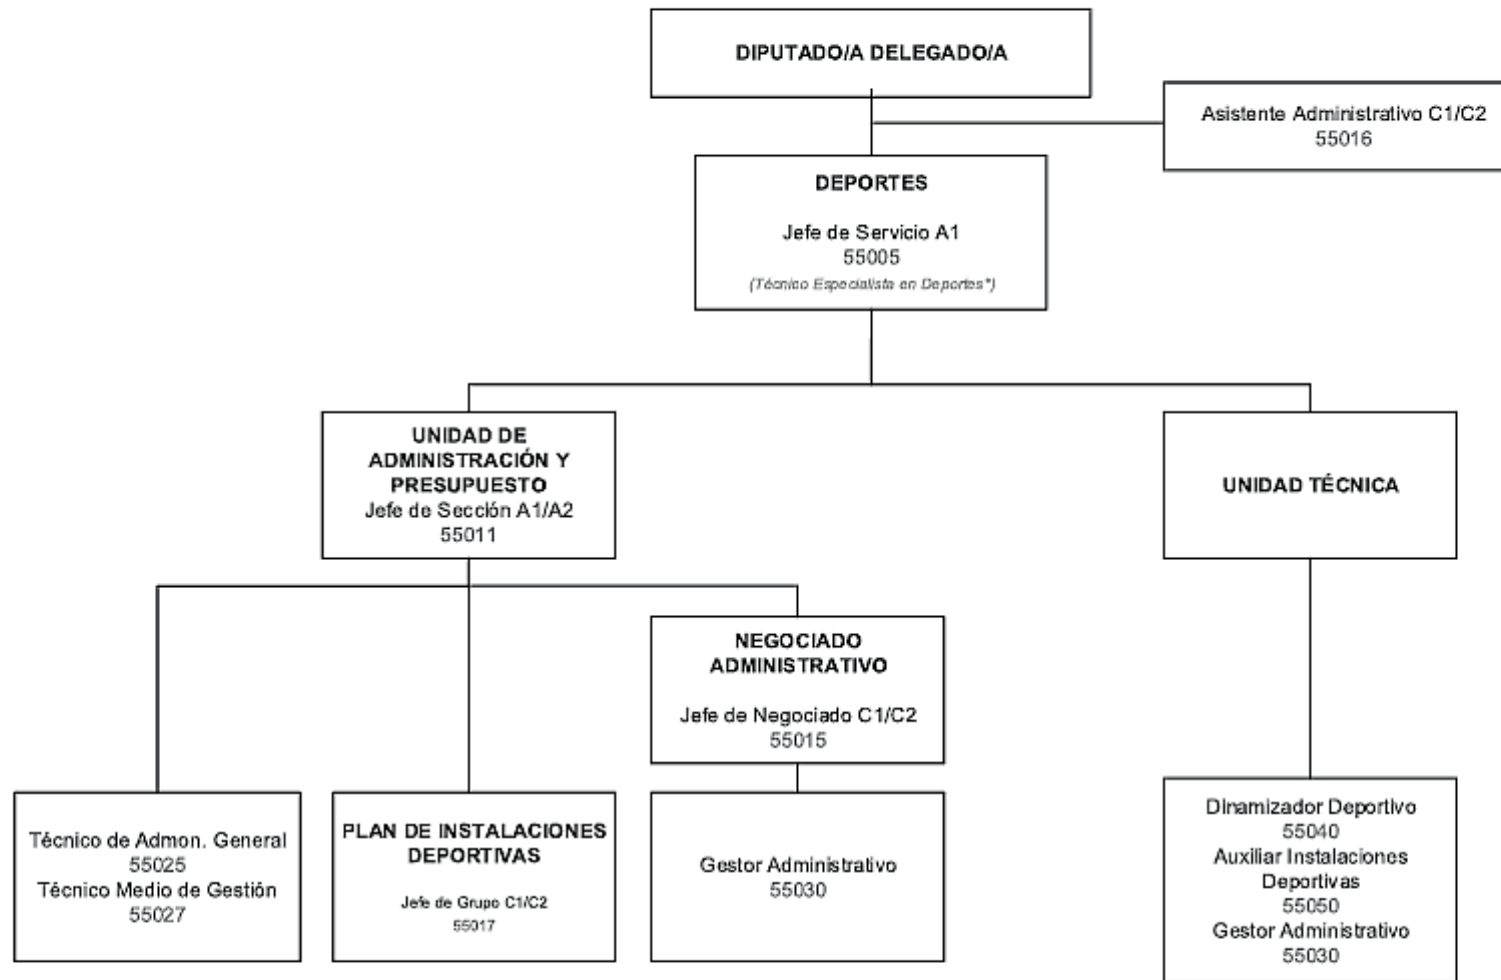 DIPUTADO/A DELEGADO/A
Asistente Administrativo C1/C2
55016
DEPORTES
Jefe de Servicio A1
55005
(Técnico Especialista en Deportes*)
UNIDAD DE
ADMINISTRACIÓN Y
PRESUPUESTO
Jefe de Sección A1/A2
55011
UNIDAD TÉCNICA
NEGOCIADO
ADMINISTRATIVO
Jefe de Negociado C1/C2
55015
Técnico de Admon. General
55025
Técnico Medio de Gestión
55027
PLAN DE INSTALACIONES
DEPORTIVAS
Jefe de Grupo C1/C2
55017
Gestor Administrativo
55030
Dinamizador Deportivo
55040
Auxiliar Instalaciones
Deportivas
55050
Gestor Administrativo
55030